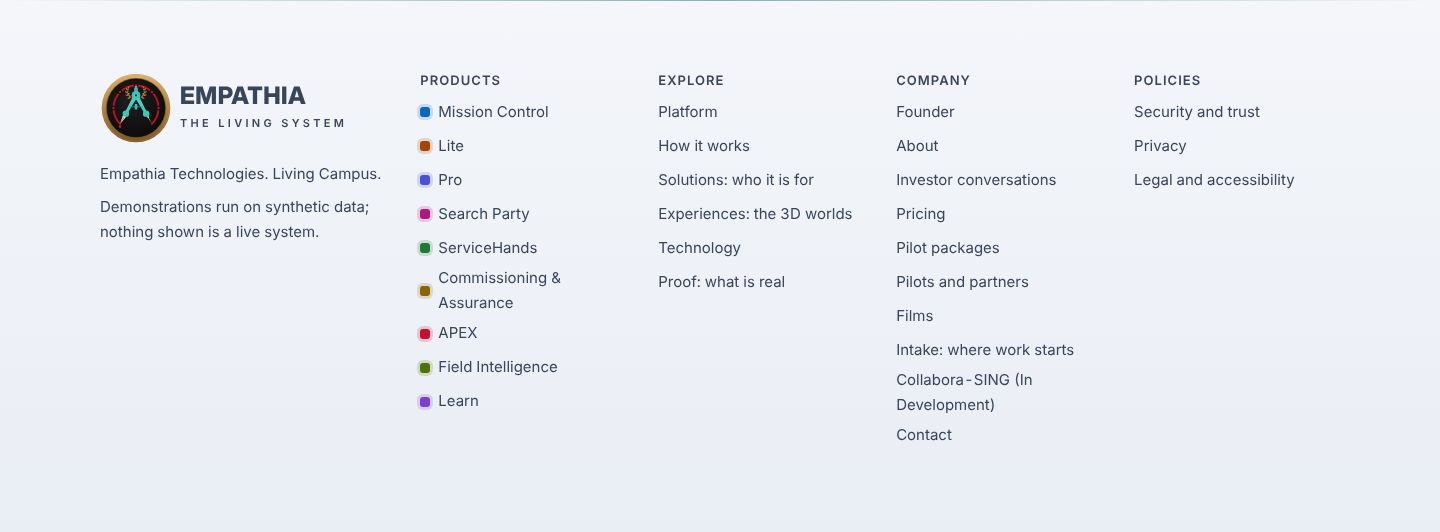 EMPATHIA
THE LIVING SYSTEM
Empathia Technologies. Living Campus.
Demonstrations run on synthetic data;
nothing shown is a live system.
PRODUCTS
Mission Control
Lite
Pro
Search Party
ServiceHands
Commissioning &
Assurance
APEX
Field Intelligence
Learn
EXPLORE
Platform
How it works
Solutions: who it is for
Experiences: the 3D worlds
Technology
Proof: what is real
COMPANY
Founder
About
Investor conversations
Pricing
Pilot packages
Pilots and partners
Films
Intake: where work starts
Collabora-SING (In
Development)
Contact
POLICIES
Security and trust
Privacy
Legal and accessibility